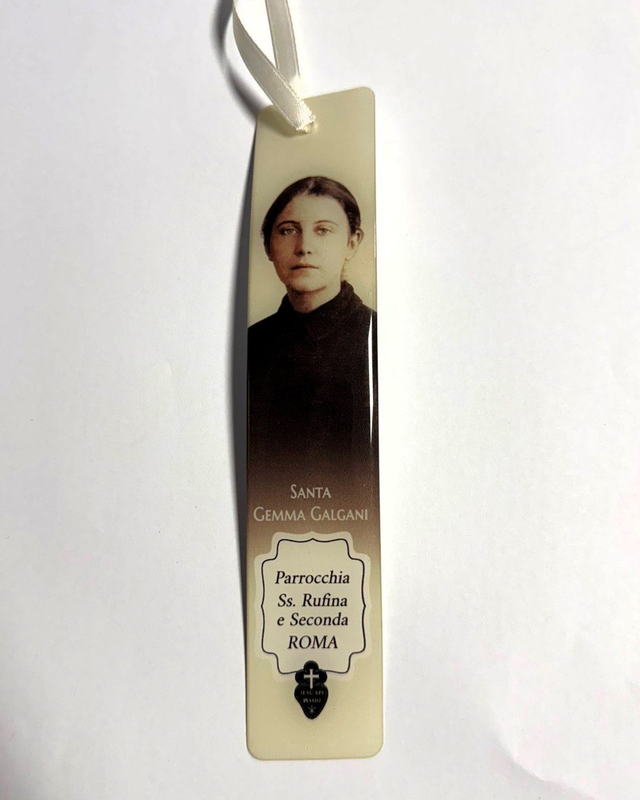 SANTA
GEMMA GALGANI
Parrocchia
Ss. Rufina
e Seconda
ROMA